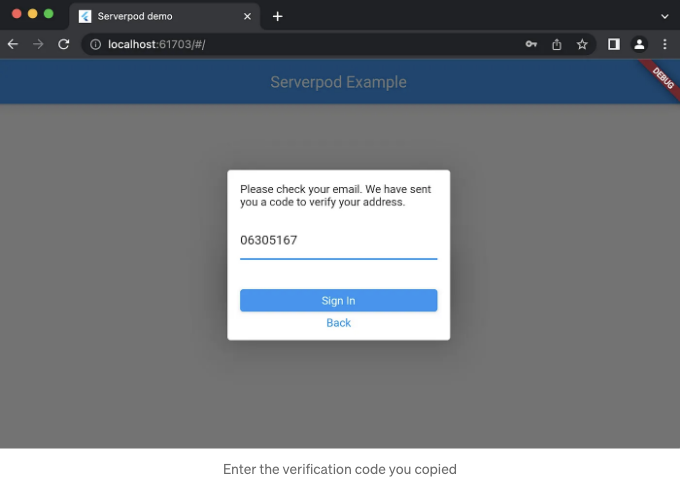 Serverpod demo
localhost:61703/#/
Serverpod Example
DEBUG
Please check your email. We have sent
you a code to verify your address.
06305167
Sign In
Back
Enter the verification code you copied